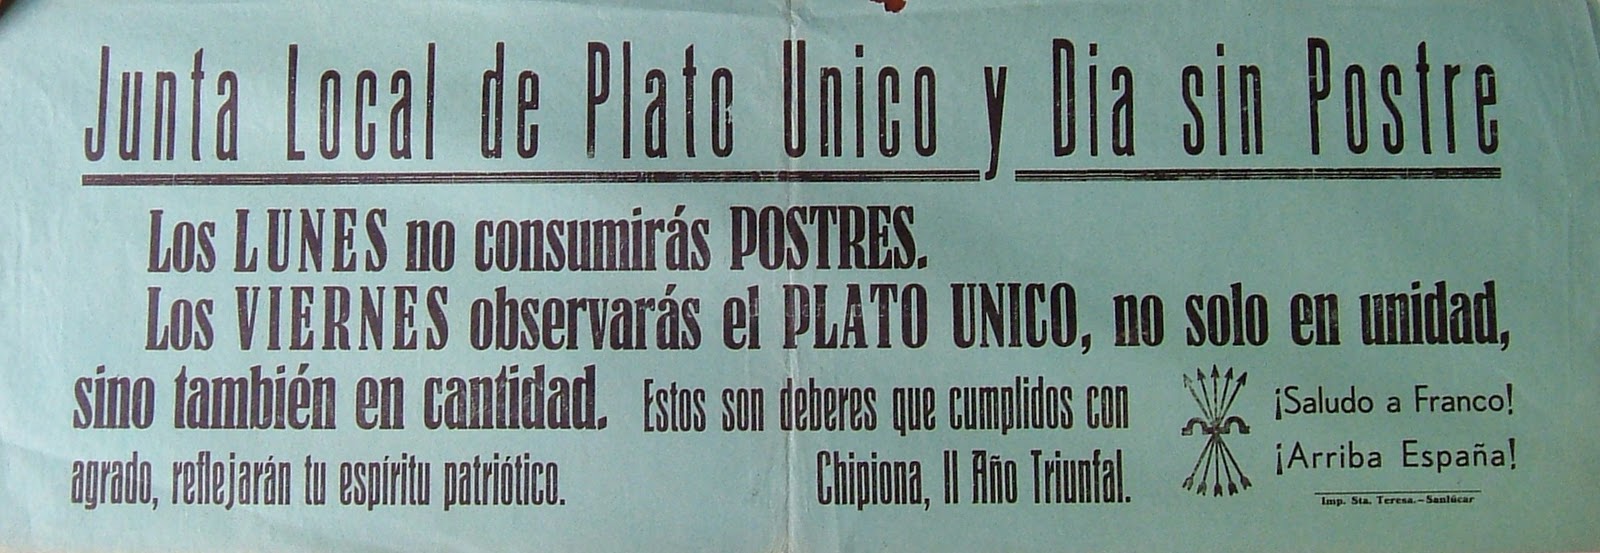 Junta Local de Plato Unico y Dia sin Postre
Los LUNES no consumirás POSTRES.
Los VIERNES observarás el PLATO UNICO, no solo en unidad,
sino también en cantidad. Estos son deberes que cumplidos con
agrado, reflejarán tu espíritu patriótico. Chipiona, II Año Triunfal.
¡Saludo a Franco!
¡Arriba España!
Imp. Sta. Teresa.-Sanlúcar